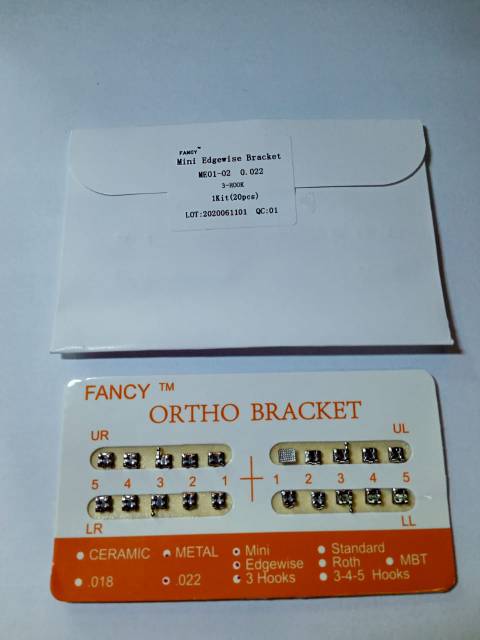 FANCY™
Mini Edgewise Bracket
ME01-02 0.022
3-HOOK
1Kit(20pcs)
LOT:2020061101 QC:01
FANCY ™
ORTHO BRACKET
UR UL
5 4 3 2 1 1 2 3 4 5
LR LL
CERAMIC METAL Mini Standard
Edgewise Roth MBT
.018 .022 3 Hooks 3-4-5 Hooks